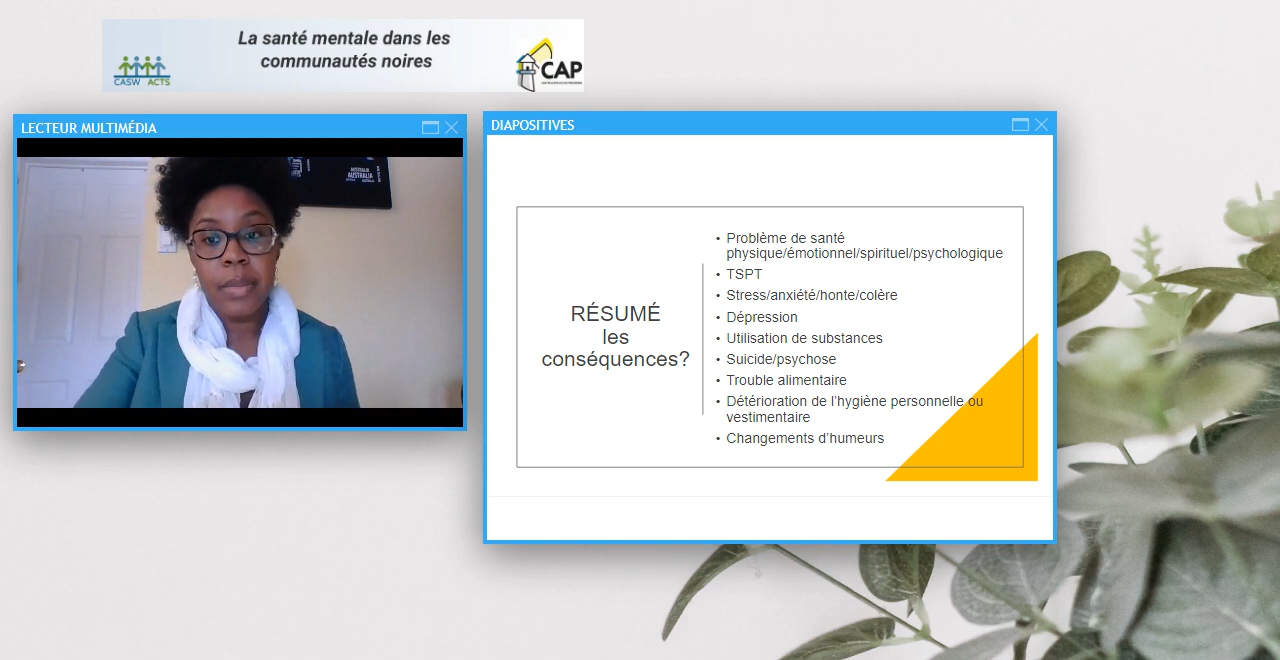 La santé mentale dans les
communautés noires
CASW ACTS
CAP
LECTEUR MULTIMÉDIA
AUSTRALIA
AUSTRALIA
DIAPOSITIVES
RÉSUMÉ
les
conséquences?
• Problème de santé
physique/émotionnel/spirituel/psychologique
• TSPT
• Stress/anxiété/honte/colère
• Dépression
• Utilisation de substances
• Suicide/psychose
• Trouble alimentaire
• Détérioration de l’hygiène personnelle ou
vestimentaire
• Changements d’humeurs